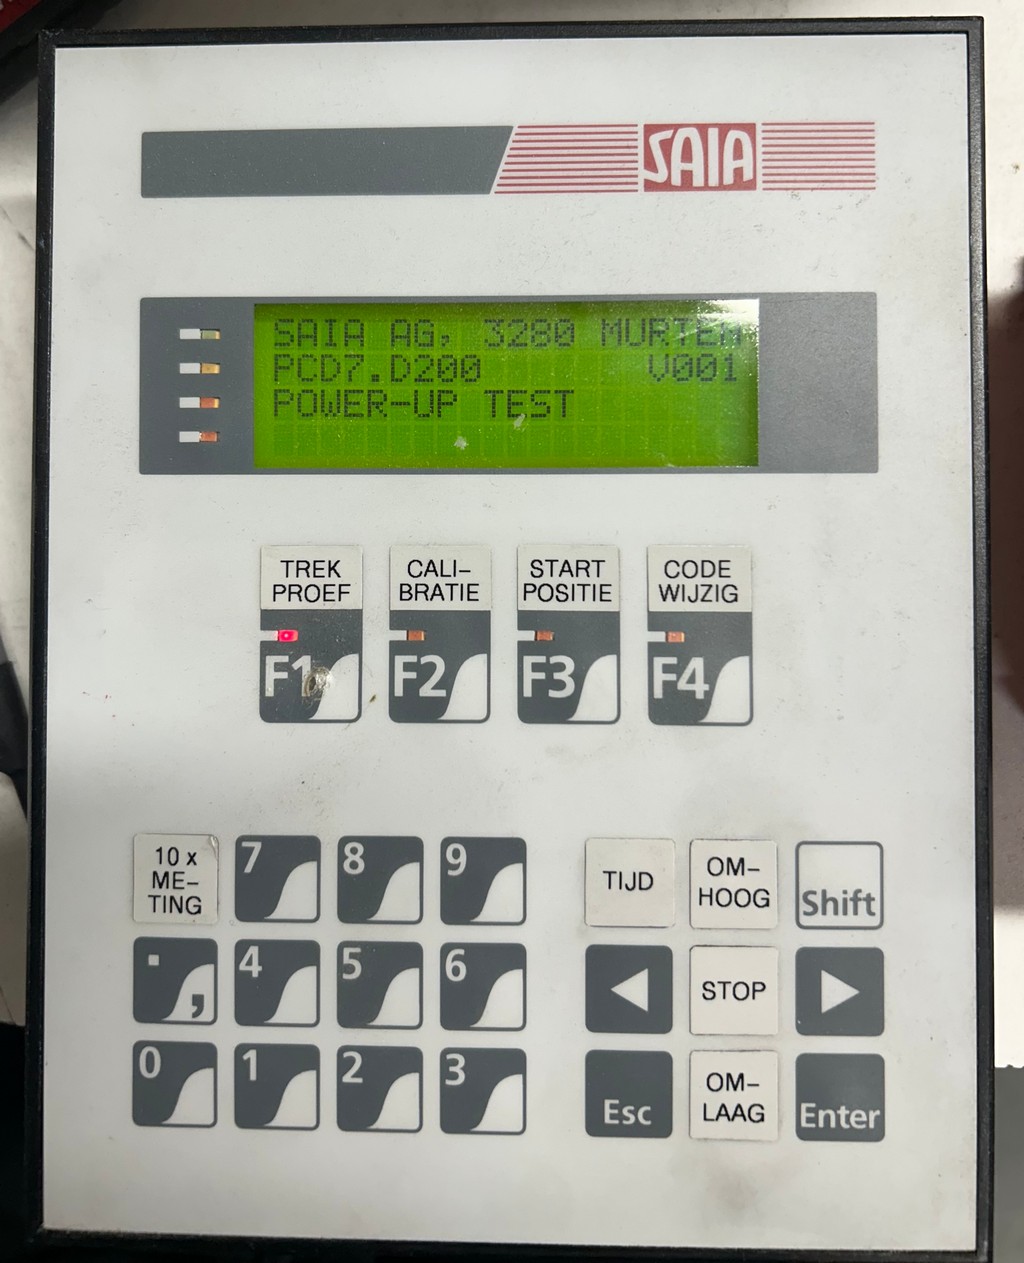 SAIA
SAIA AG, 3280 MURTEN
PCD7.D200 V001
POWER-UP TEST
TREK
PROEF
CALI-
BRATIE
START
POSITIE
CODE
WIJZIG
F1
F2
F3
F4
10 x
ME-
TING
7
8
9
TIJD
OM-
HOOG
Shift
. ,
4
5
6
STOP
0
1
2
3
Esc
OM-
LAAG
Enter